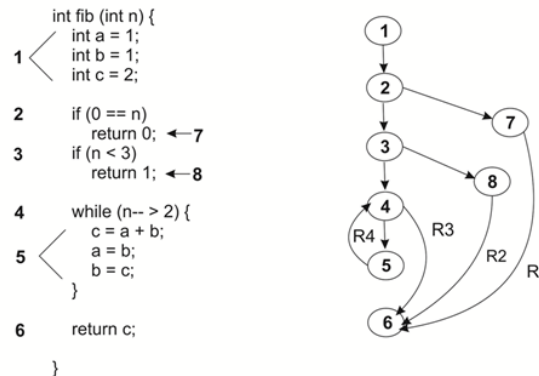 int fib (int n) {
1 int a = 1;
int b = 1;
int c = 2;
2 if (0 == n)
return 0; 7
3 if (n < 3)
return 1; 8
4 while (n-- > 2) {
c = a + b;
5 a = b;
b = c;
}
6 return c;
}
1
2
7
3
8
4
R4
R3
5
R2
R
6